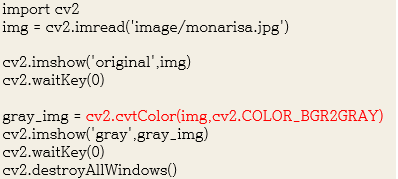 import cv2
img = cv2.imread('image/monarisa.jpg')
cv2.imshow('original',img)
cv2.waitKey(0)
gray_img = cv2.cvtColor(img,cv2.COLOR_BGR2GRAY)
cv2.imshow('gray',gray_img)
cv2.waitKey(0)
cv2.destroyAllWindows()